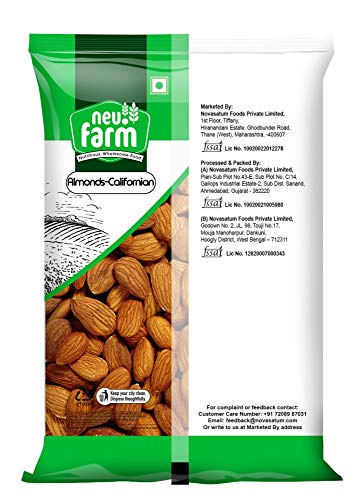 neu
farm
Nutritious, Wholesome Food
Almonds-Californian
Keep your city clean.
Dispose thoughtfully.
Marketed By:
Novasatum Foods Private Limited,
1st Floor, Tiffany,
Hiranandani Estate, Ghodbunder Road,
Thane (West), Maharashtra, -400607
fssai Lic No. 10020022012278
Processed & Packed By:
(A) Novasatum Foods Private Limited,
Plan-Sub Plot No.43-E, Sub Plot No. C/14,
Gallops Industrial Estate-2, Sub Dist. Sanand,
Ahmedabad, Gujarat - 382220
fssai Lic No. 10020021005980
(B) Novasatum Foods Private Limited,
Godown No. 2, JL. 98, Touji No.17,
Mouja Manoharpur, Dankuni,
Hoogly District, West Bengal – 712311
fssai Lic No. 12820007000343
For complaint or feedback contact:
Customer Care Number: +91 72089 87031
Email: feedback@novasatum.com
Or write to us at Marketed By address